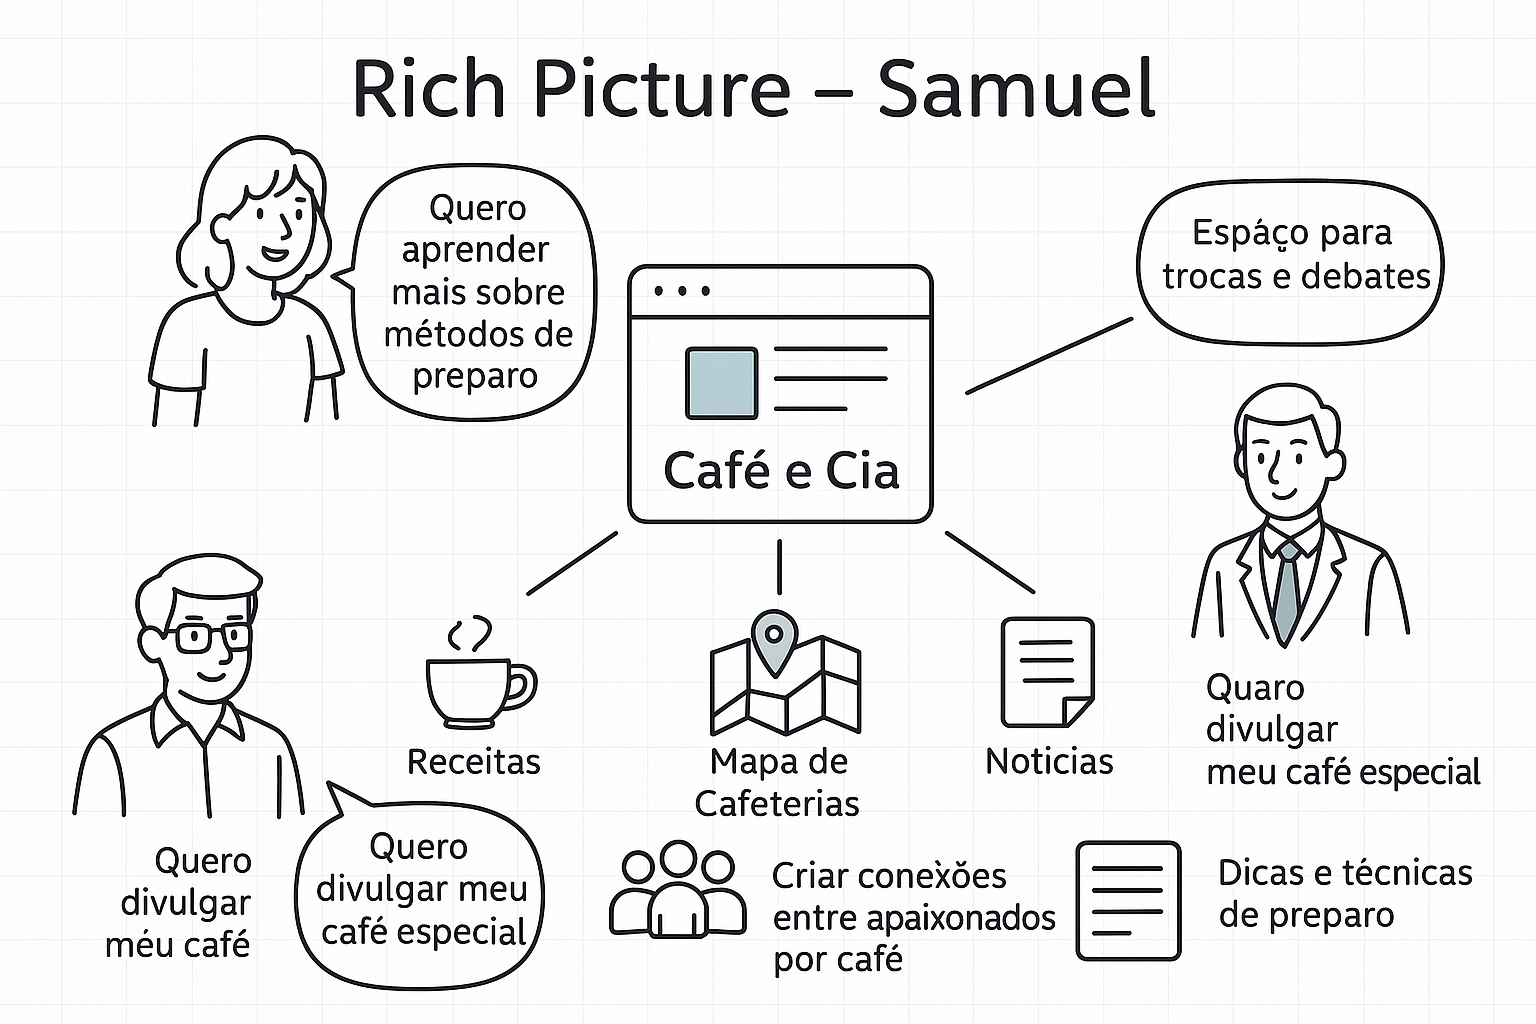 Rich Picture – Samuel
Quero
aprender
mais sobre
métodos de
preparo
Espáço para
trocas e debates
Café e Cia
Receitas
Mapa de
Cafeterias
Noticias
Quaro
divulgar
meu café especial
Quero
divulgar
méu café
Quero
divulgar meu
café especial
Criar conexões
entre apaixonados
por café
Dicas e técnicas
de preparo